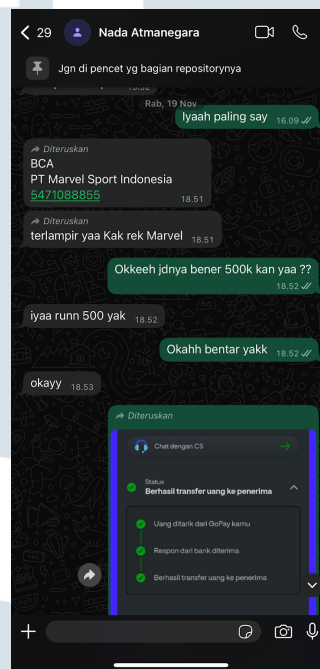 29
Nada Atmanegara
Jgn di pencet yg bagian repositorynya
Rab, 19 Nov
Iyaah paling say 16.09
Diteruskan
BCA
PT Marvel Sport Indonesia
5471088855
18.51
Diteruskan
terlampir yaa Kak rek Marvel 18.51
Okkeeh jdnya bener 500k kan yaa ??
18.52
iyaa runn 500 yak 18.52
Okahh bentar yakk 18.52
okayy 18.53
Diteruskan
Chat dengan CS
Status
Berhasil transfer uang ke penerima
Uang ditarik dari GoPay kamu
Respon dari bank diterima
Berhasil transfer uang ke penerima